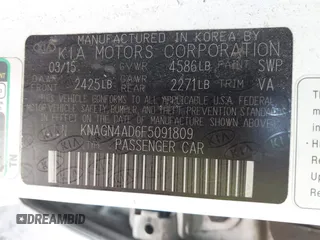 MANUFACTURED IN KOREA BY
KIA MOTORS CORPORATION
03/15 GVWR 4586LB PAINT SWP
GVWR FRONT 2425LB GAWR REAR 2271LB TRIM VA
THIS VEHICLE CONFORMS TO ALL APPLICABLE U.S.A. FEDERAL
MOTOR VEHICLE SAFETY, BUMPER, AND THEFT PREVENTION STANDARDS
IN EFFECT ON THE DATE OF MANUFACTURE SHOWN ABOVE.
VIN: KNAGN4AD6F5091809
PASSENGER CAR
DREAMBID